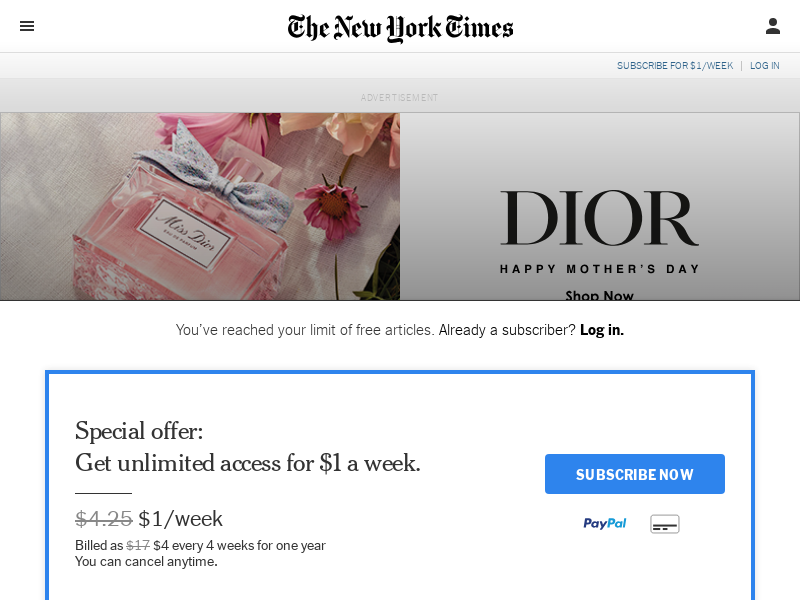 The New York Times
SUBSCRIBE FOR $1/WEEK | LOG IN
ADVERTISEMENT
Miss Dior
EAU DE PARFUM
DIOR
HAPPY MOTHER'S DAY
Shop Now
You've reached your limit of free articles. Already a subscriber? Log in.
Special offer:
Get unlimited access for $1 a week.
$4.25 $1/week
Billed as $17 $4 every 4 weeks for one year
You can cancel anytime.
SUBSCRIBE NOW
PayPal